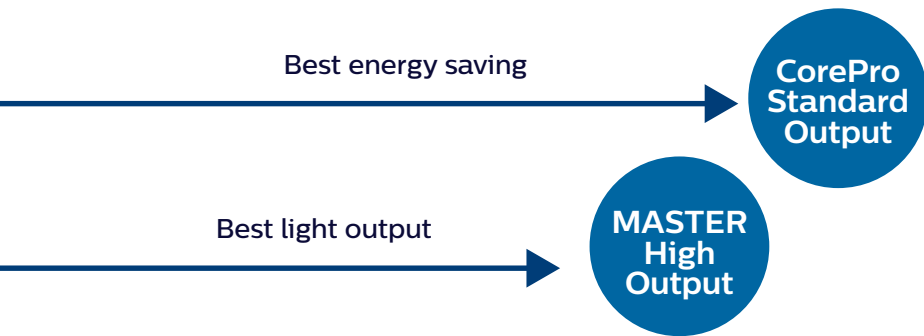 Best energy saving
CorePro
Standard
Output
Best light output
MASTER
High
Output